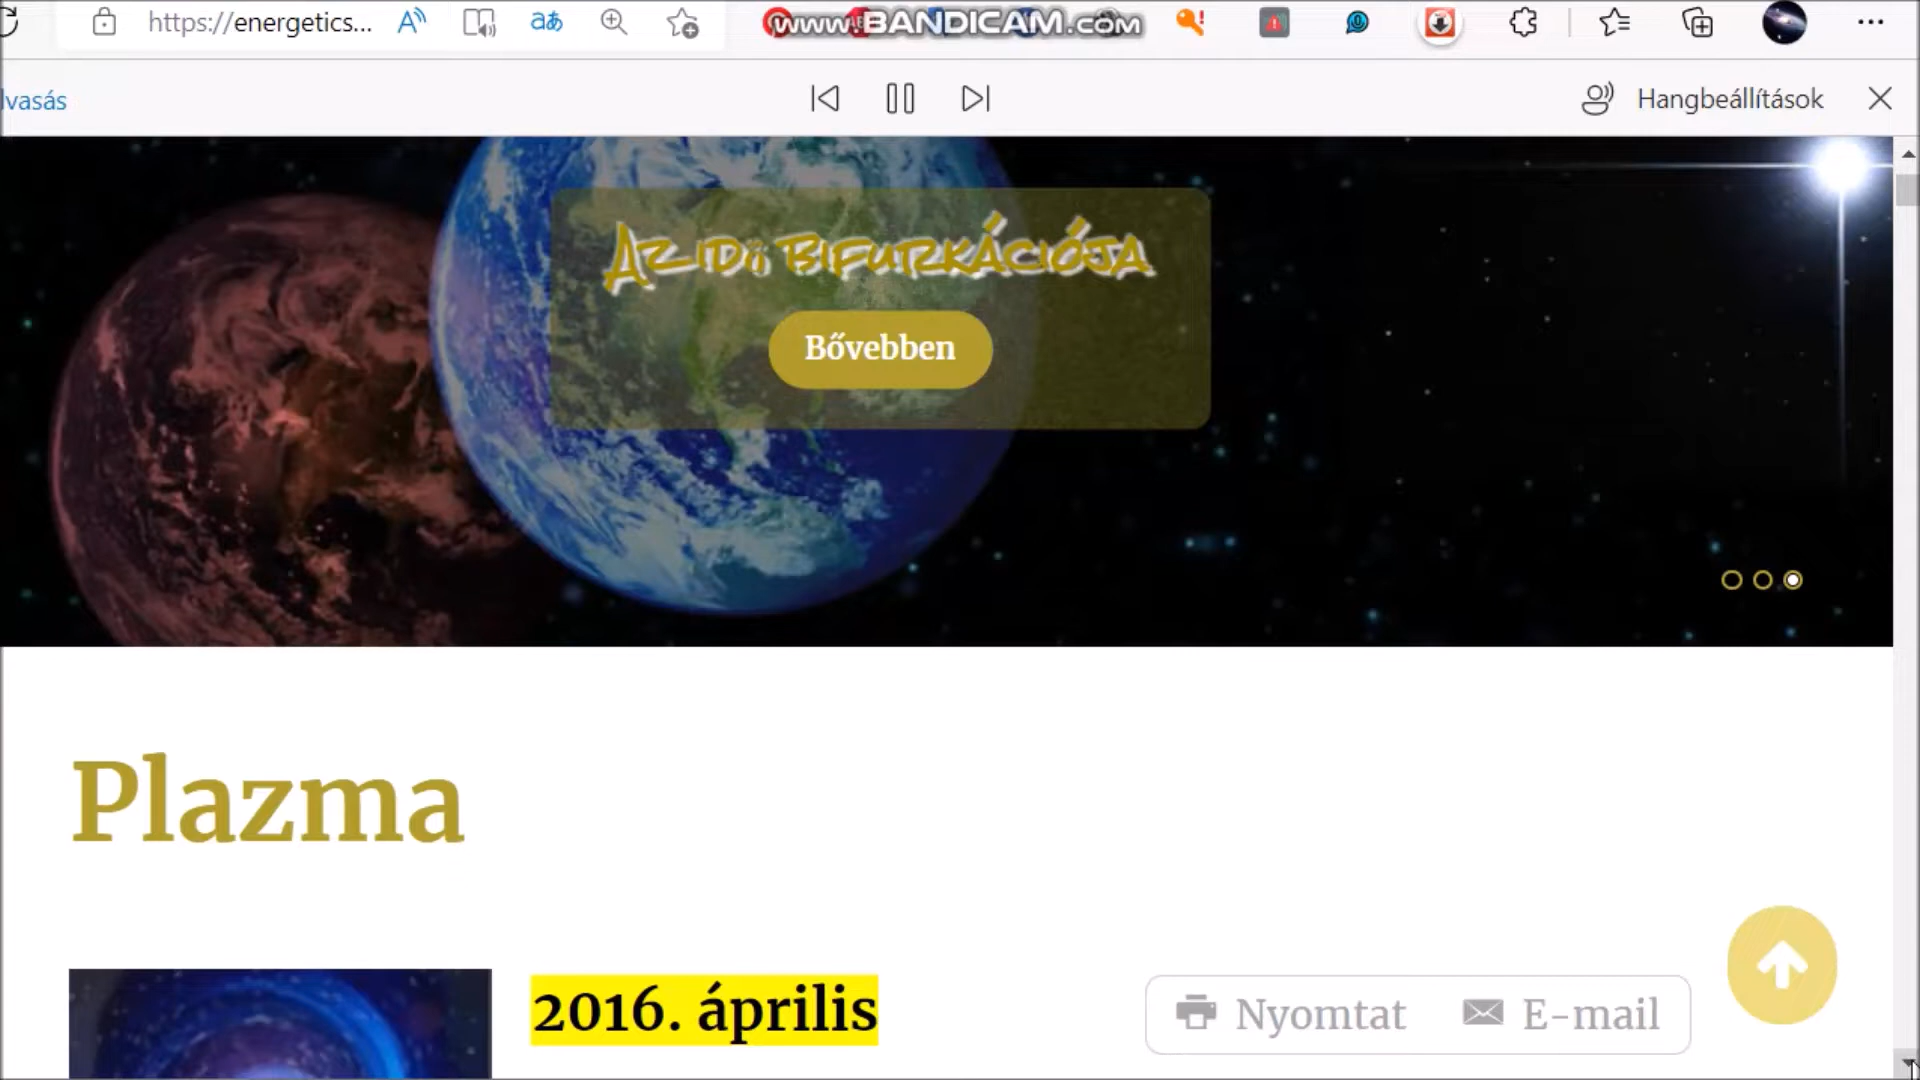 https://energetics...
www.BANDICAM.com
lvasás
Hangbeállítások
Az idő bifurkációja
Bővebben
Plazma
2016. április
Nyomtat
E-mail